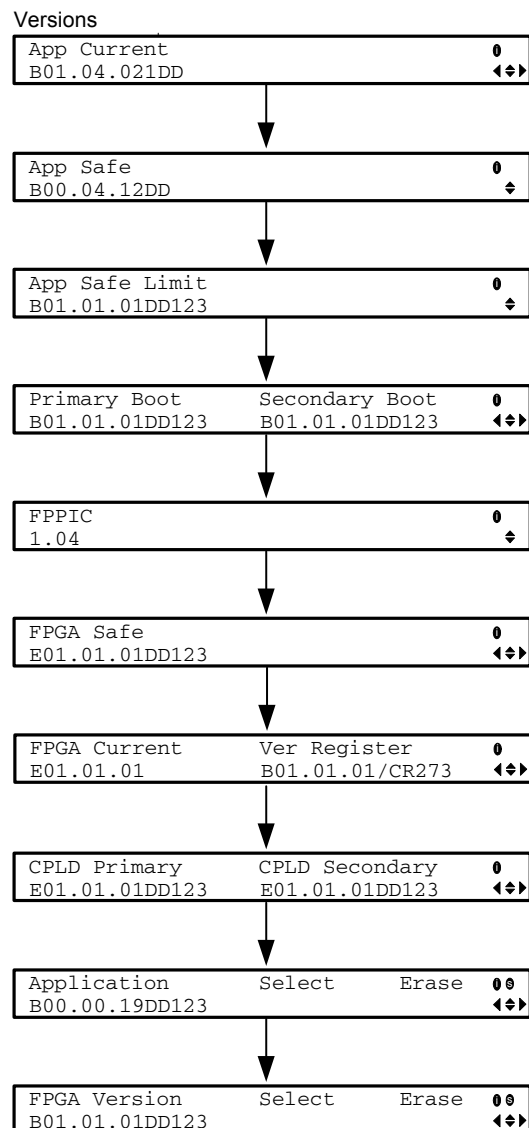 Versions
App Current
B01.04.021DD
App Safe
B00.04.12DD
App Safe Limit
B01.01.01DD123
Primary Boot Secondary Boot
B01.01.01DD123 B01.01.01DD123
FPPIC
1.04
FPGA Safe
E01.01.01DD123
FPGA Current Ver Register
E01.01.01 B01.01.01/CR273
CPLD Primary CPLD Secondary
E01.01.01DD123 E01.01.01DD123
Application Select Erase
B00.00.19DD123
FPGA Version Select Erase
B01.01.01DD123